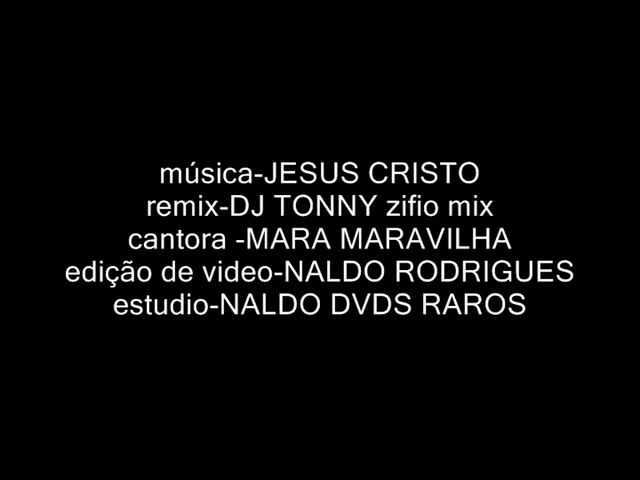 música-JESUS CRISTO
remix-DJ TONNY zifio mix
cantora -MARA MARAVILHA
edição de video-NALDO RODRIGUES
estudio-NALDO DVDS RAROS